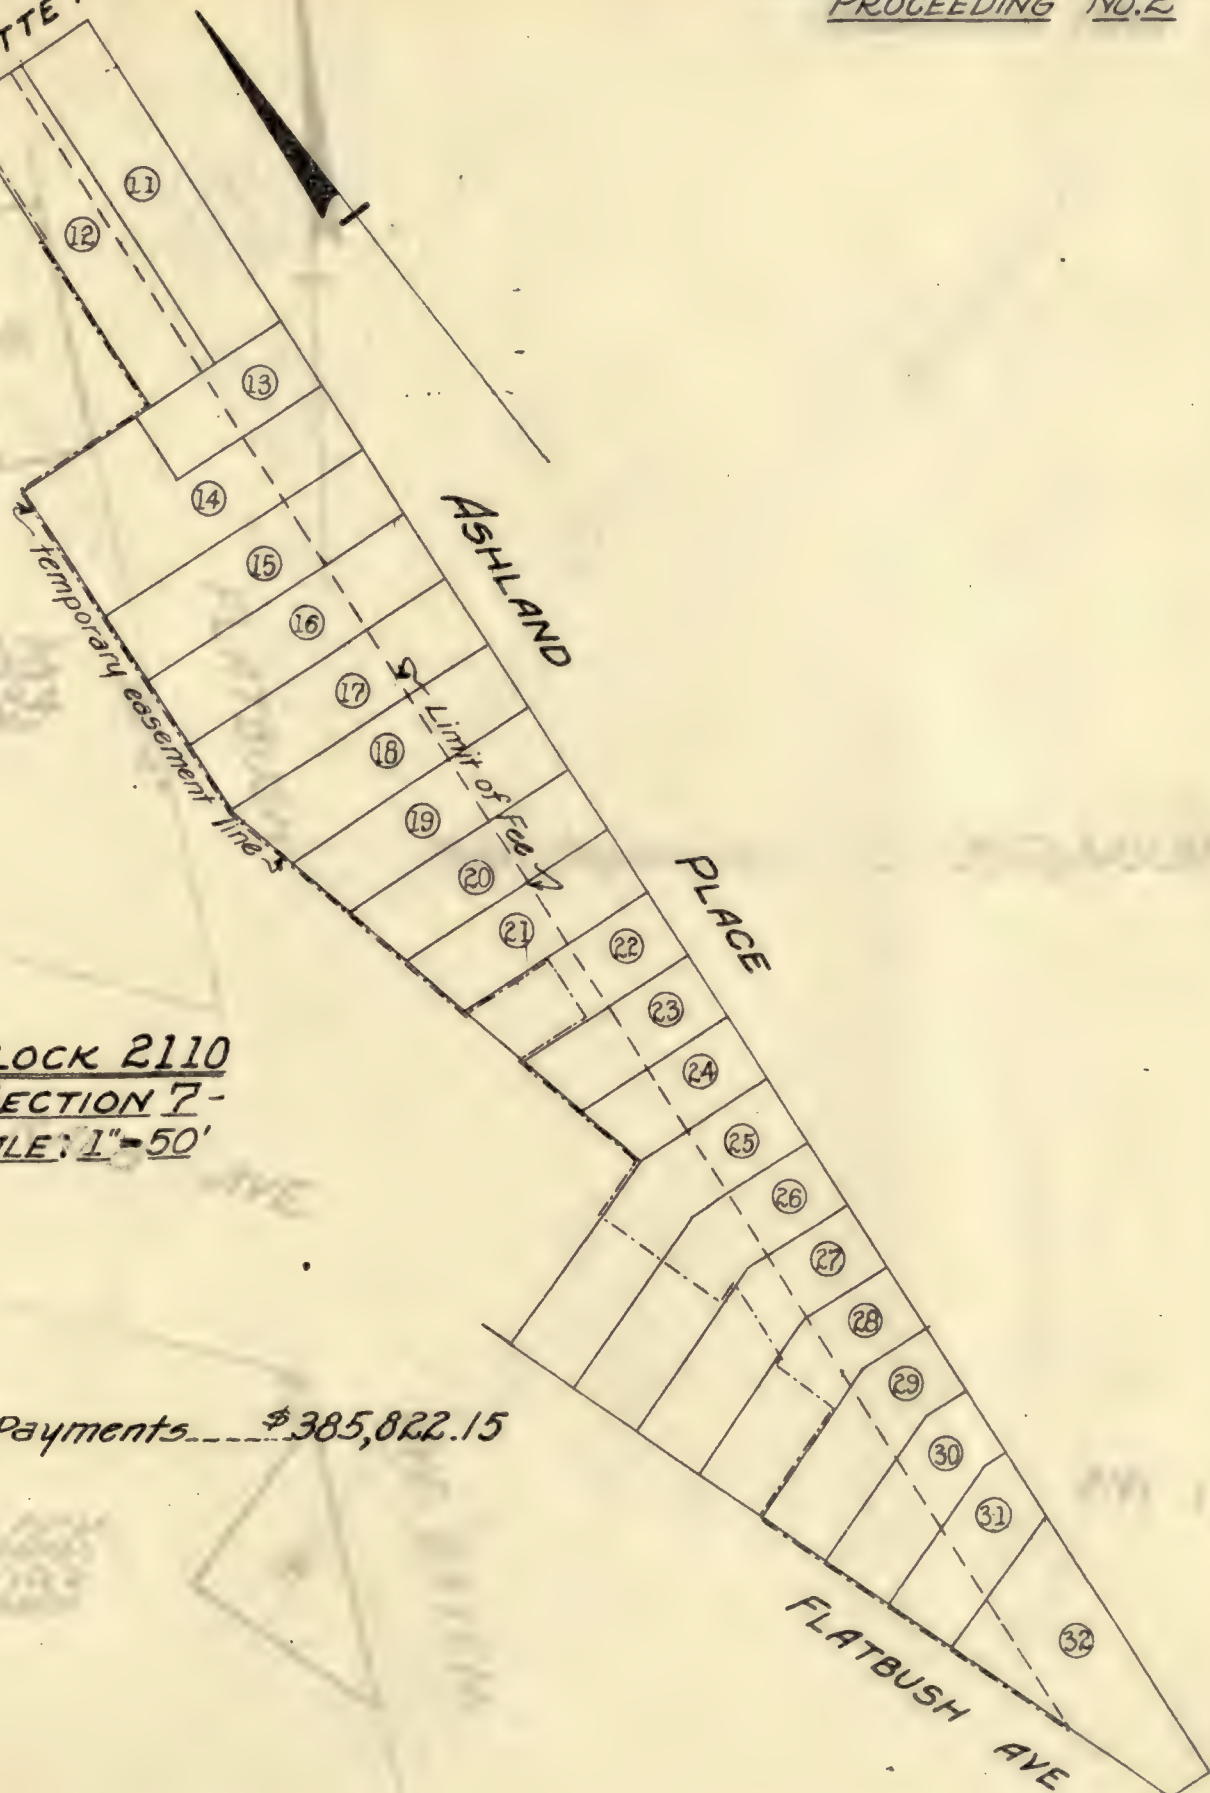 PROCEEDING NO.2
TTE
11
12
13
14
15
16
17
18
19
20
21
22
23
24
25
26
27
28
29
30
31
32
ASHLAND
PLACE
temporary easement line
Limit of Fee
LOCK 2110
ECTION 7-
LE: 1"=50'
AVE
Payments $385,822.15
FLATBUSH AVE